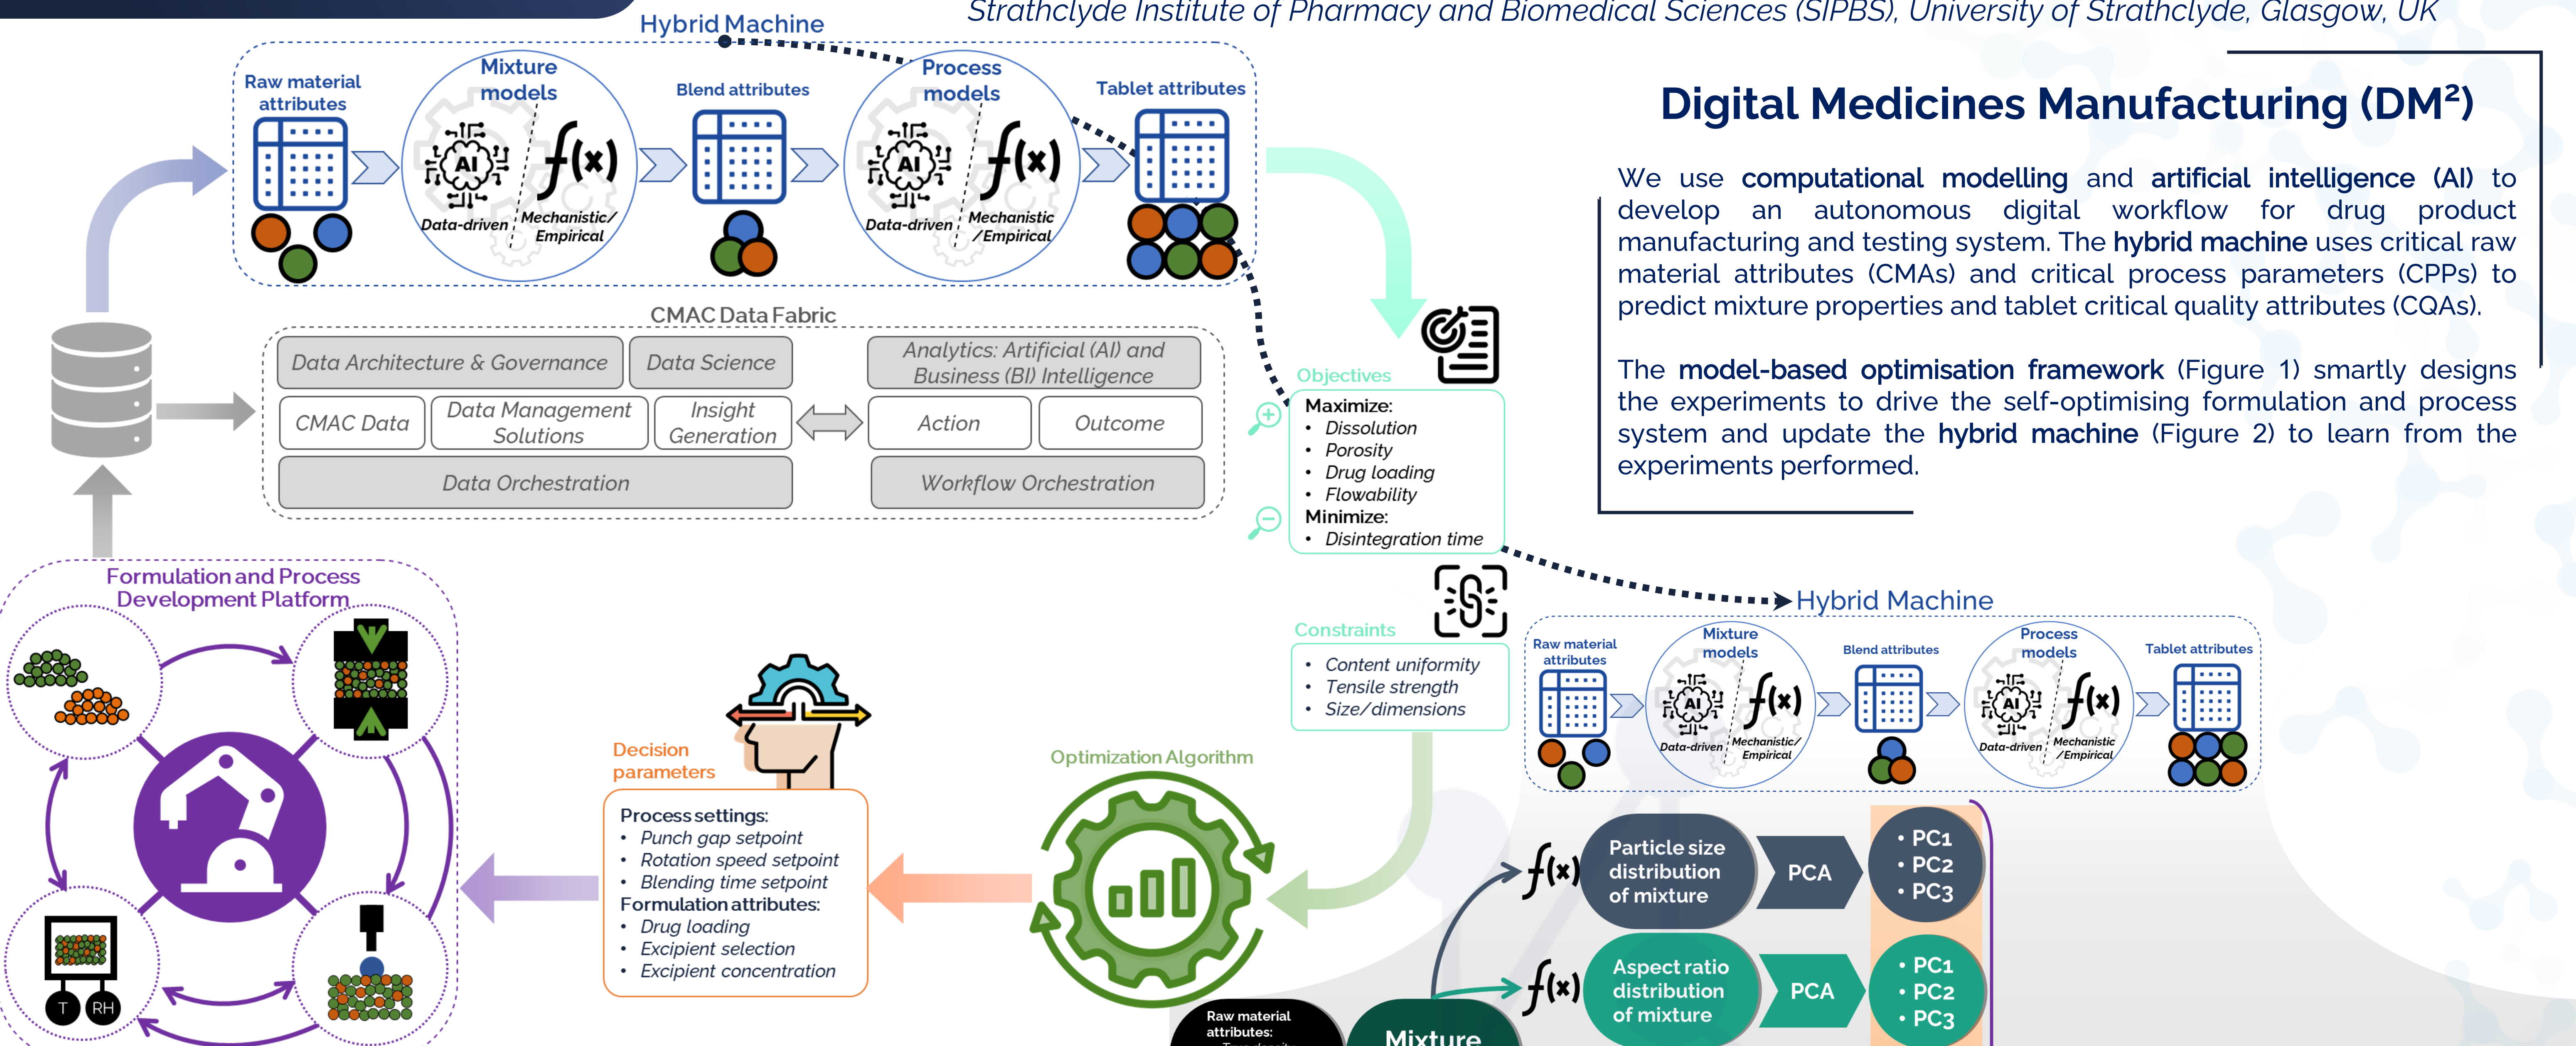 Strathclyde Institute of Pharmacy and Biomedical Sciences (SIPBS), University of Strathclyde, Glasgow, UK
Hybrid Machine
Raw material
attributes
Mixture
models
AI
f(x)
Data-driven
Mechanistic/
Empirical
Blend attributes
Process
models
AI
f(x)
Data-driven
Mechanistic
/Empirical
Tablet attributes
Digital Medicines Manufacturing (DM²)
We use computational modelling and artificial intelligence (AI) to
develop an autonomous digital workflow for drug product
manufacturing and testing system. The hybrid machine uses critical raw
material attributes (CMAs) and critical process parameters (CPPs) to
predict mixture properties and tablet critical quality attributes (CQAs).
The model-based optimisation framework (Figure 1) smartly designs
the experiments to drive the self-optimising formulation and process
system and update the hybrid machine (Figure 2) to learn from the
experiments performed.
CMAC Data Fabric
Data Architecture & Governance
Data Science
Analytics: Artificial (AI) and
Business (BI) Intelligence
CMAC Data
Data Management
Solutions
Insight
Generation
Action
Outcome
Data Orchestration
Workflow Orchestration
Objectives
Maximize:
• Dissolution
• Porosity
• Drug loading
• Flowability
Minimize:
• Disintegration time
Constraints
• Content uniformity
• Tensile strength
• Size/dimensions
Formulation and Process
Development Platform
T
RH
Decision
parameters
Process settings:
• Punch gap setpoint
• Rotation speed setpoint
• Blending time setpoint
Formulation attributes:
• Drug loading
• Excipient selection
• Excipient concentration
Optimization Algorithm
Hybrid Machine
Raw material
attributes
Mixture
models
AI
f(x)
Data-driven
Mechanistic/
Empirical
Blend attributes
Process
models
AI
f(x)
Data-driven
Mechanistic
/Empirical
Tablet attributes
f(x)
Particle size
distribution
of mixture
PCA
• PC1
• PC2
• PC3
f(x)
Aspect ratio
distribution
of mixture
PCA
• PC1
• PC2
• PC3
Raw material
attributes:
Mixture